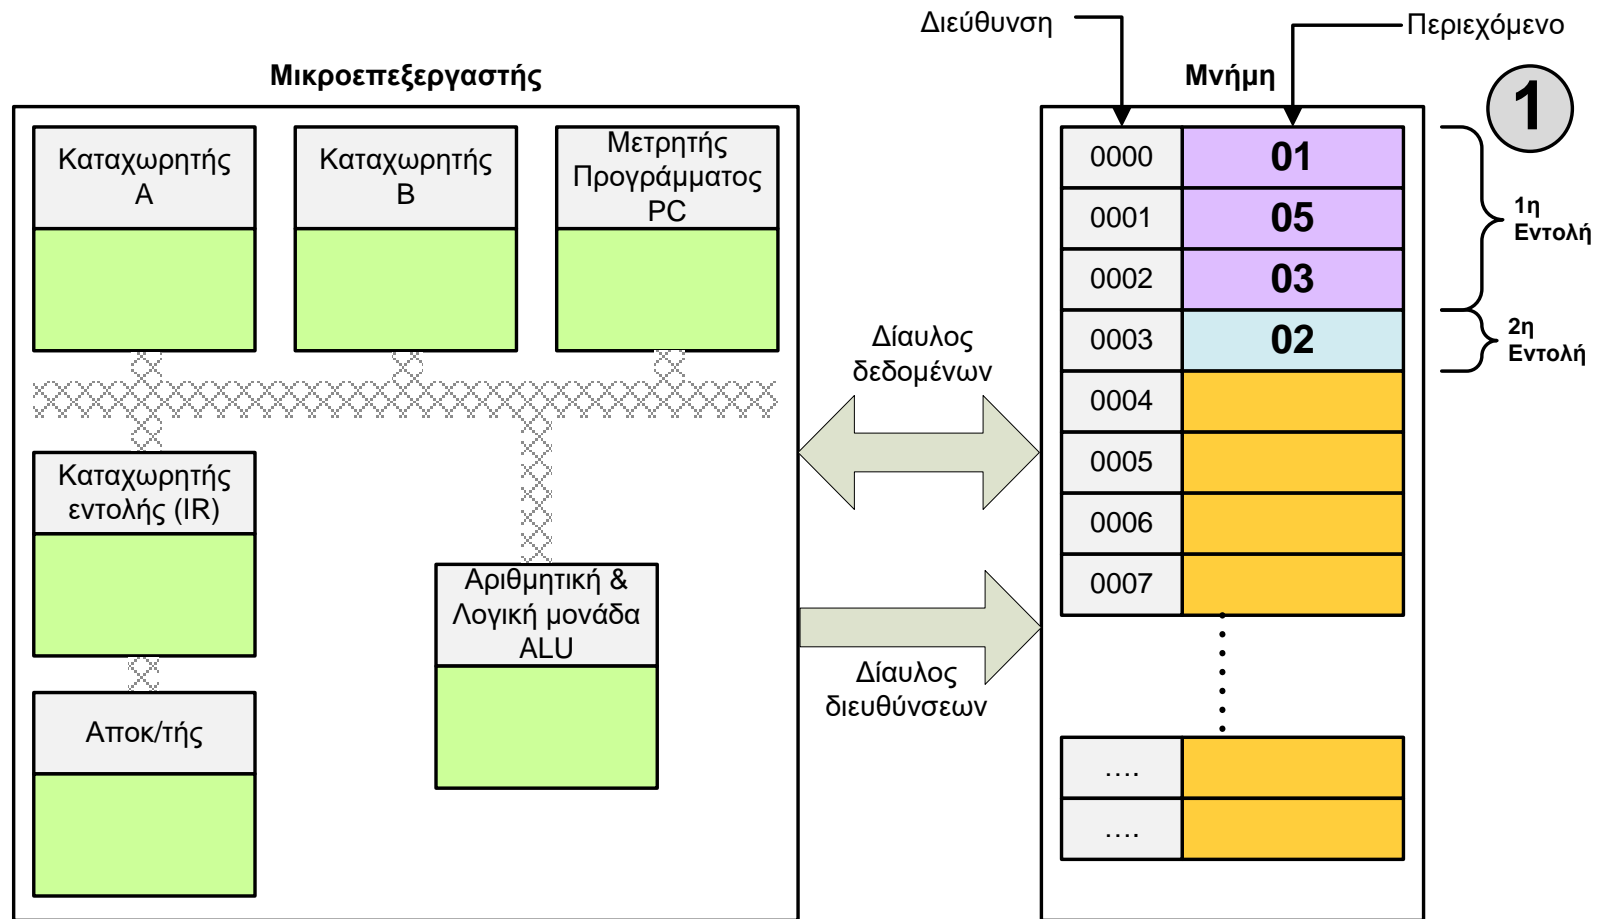 Διεύθυνση
Περιεχόμενο
Μικροεπεξεργαστής
Μνήμη
1
Καταχωρητής
Α
Καταχωρητής
Β
Μετρητής
Προγράμματος
PC
Καταχωρητής
εντολής (IR)
Αποκ/τής
Αριθμητική &
Λογική μονάδα
ALU
Δίαυλος
δεδομένων
Δίαυλος
διευθύνσεων
0000 01
0001 05
0002 03
0003 02
0004
0005
0006
0007
....
....
1η
Εντολή
2η
Εντολή